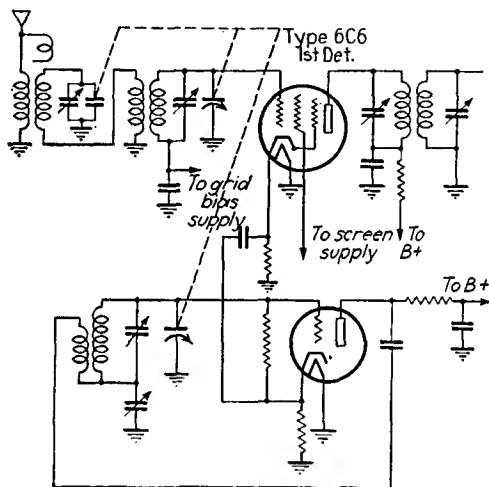 Type 6C6
1st Det.
To grid
bias
supply
To screen
supply
To
B+
To B+